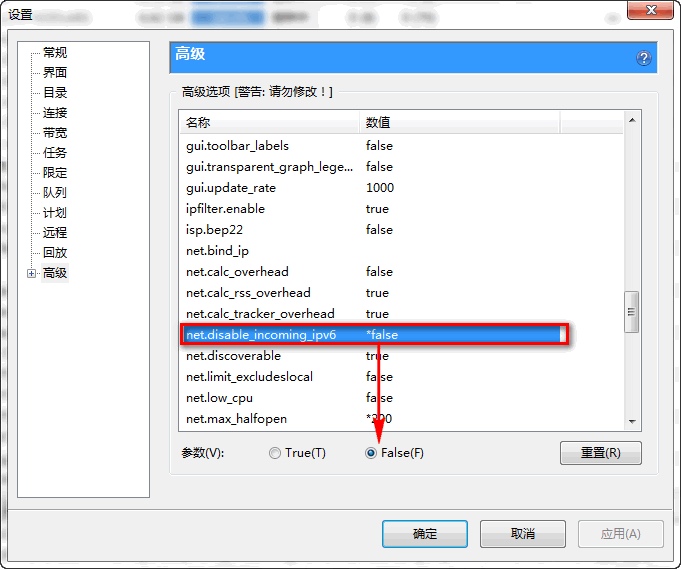 设置
常规
界面
目录
连接
带宽
任务
限定
队列
计划
远程
回放
高级
高级
高级选项 [警告: 请勿修改！]
名称 数值
gui.toolbar_labels false
gui.transparent_graph_lege... false
gui.update_rate 1000
ipfilter.enable true
isp.bep22 false
net.bind_ip
net.calc_overhead false
net.calc_rss_overhead true
net.calc_tracker_overhead true
net.disable_incoming_ipv6 *false
net.discoverable true
net.limit_excludeslocal false
net.low_cpu false
net.max_halfopen
参数(V): True(T) False(F) 重置(R)
确定 取消 应用(A)